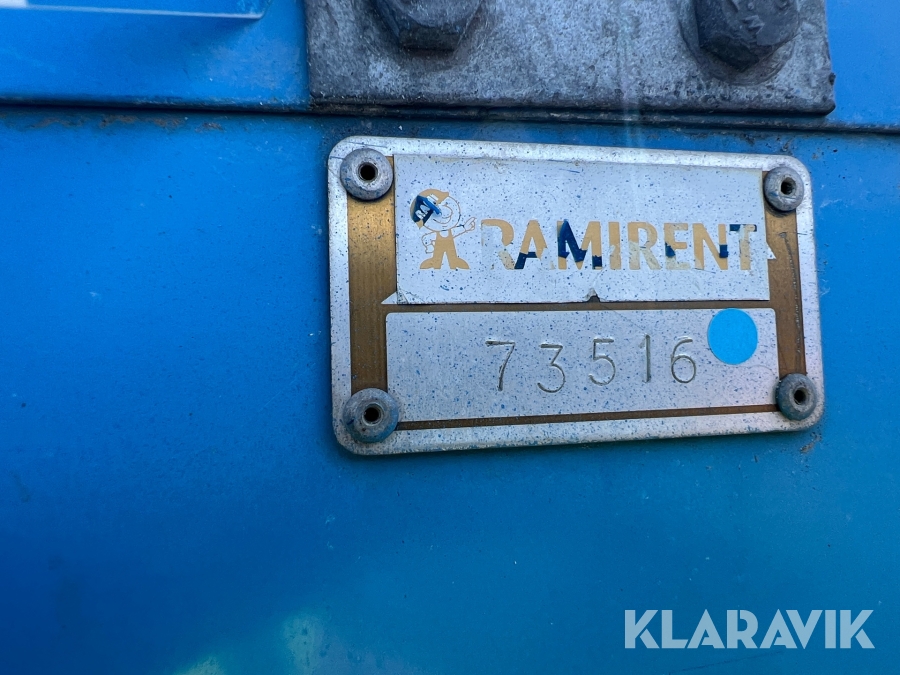 RAMIRENT
73516
KLARAVIK